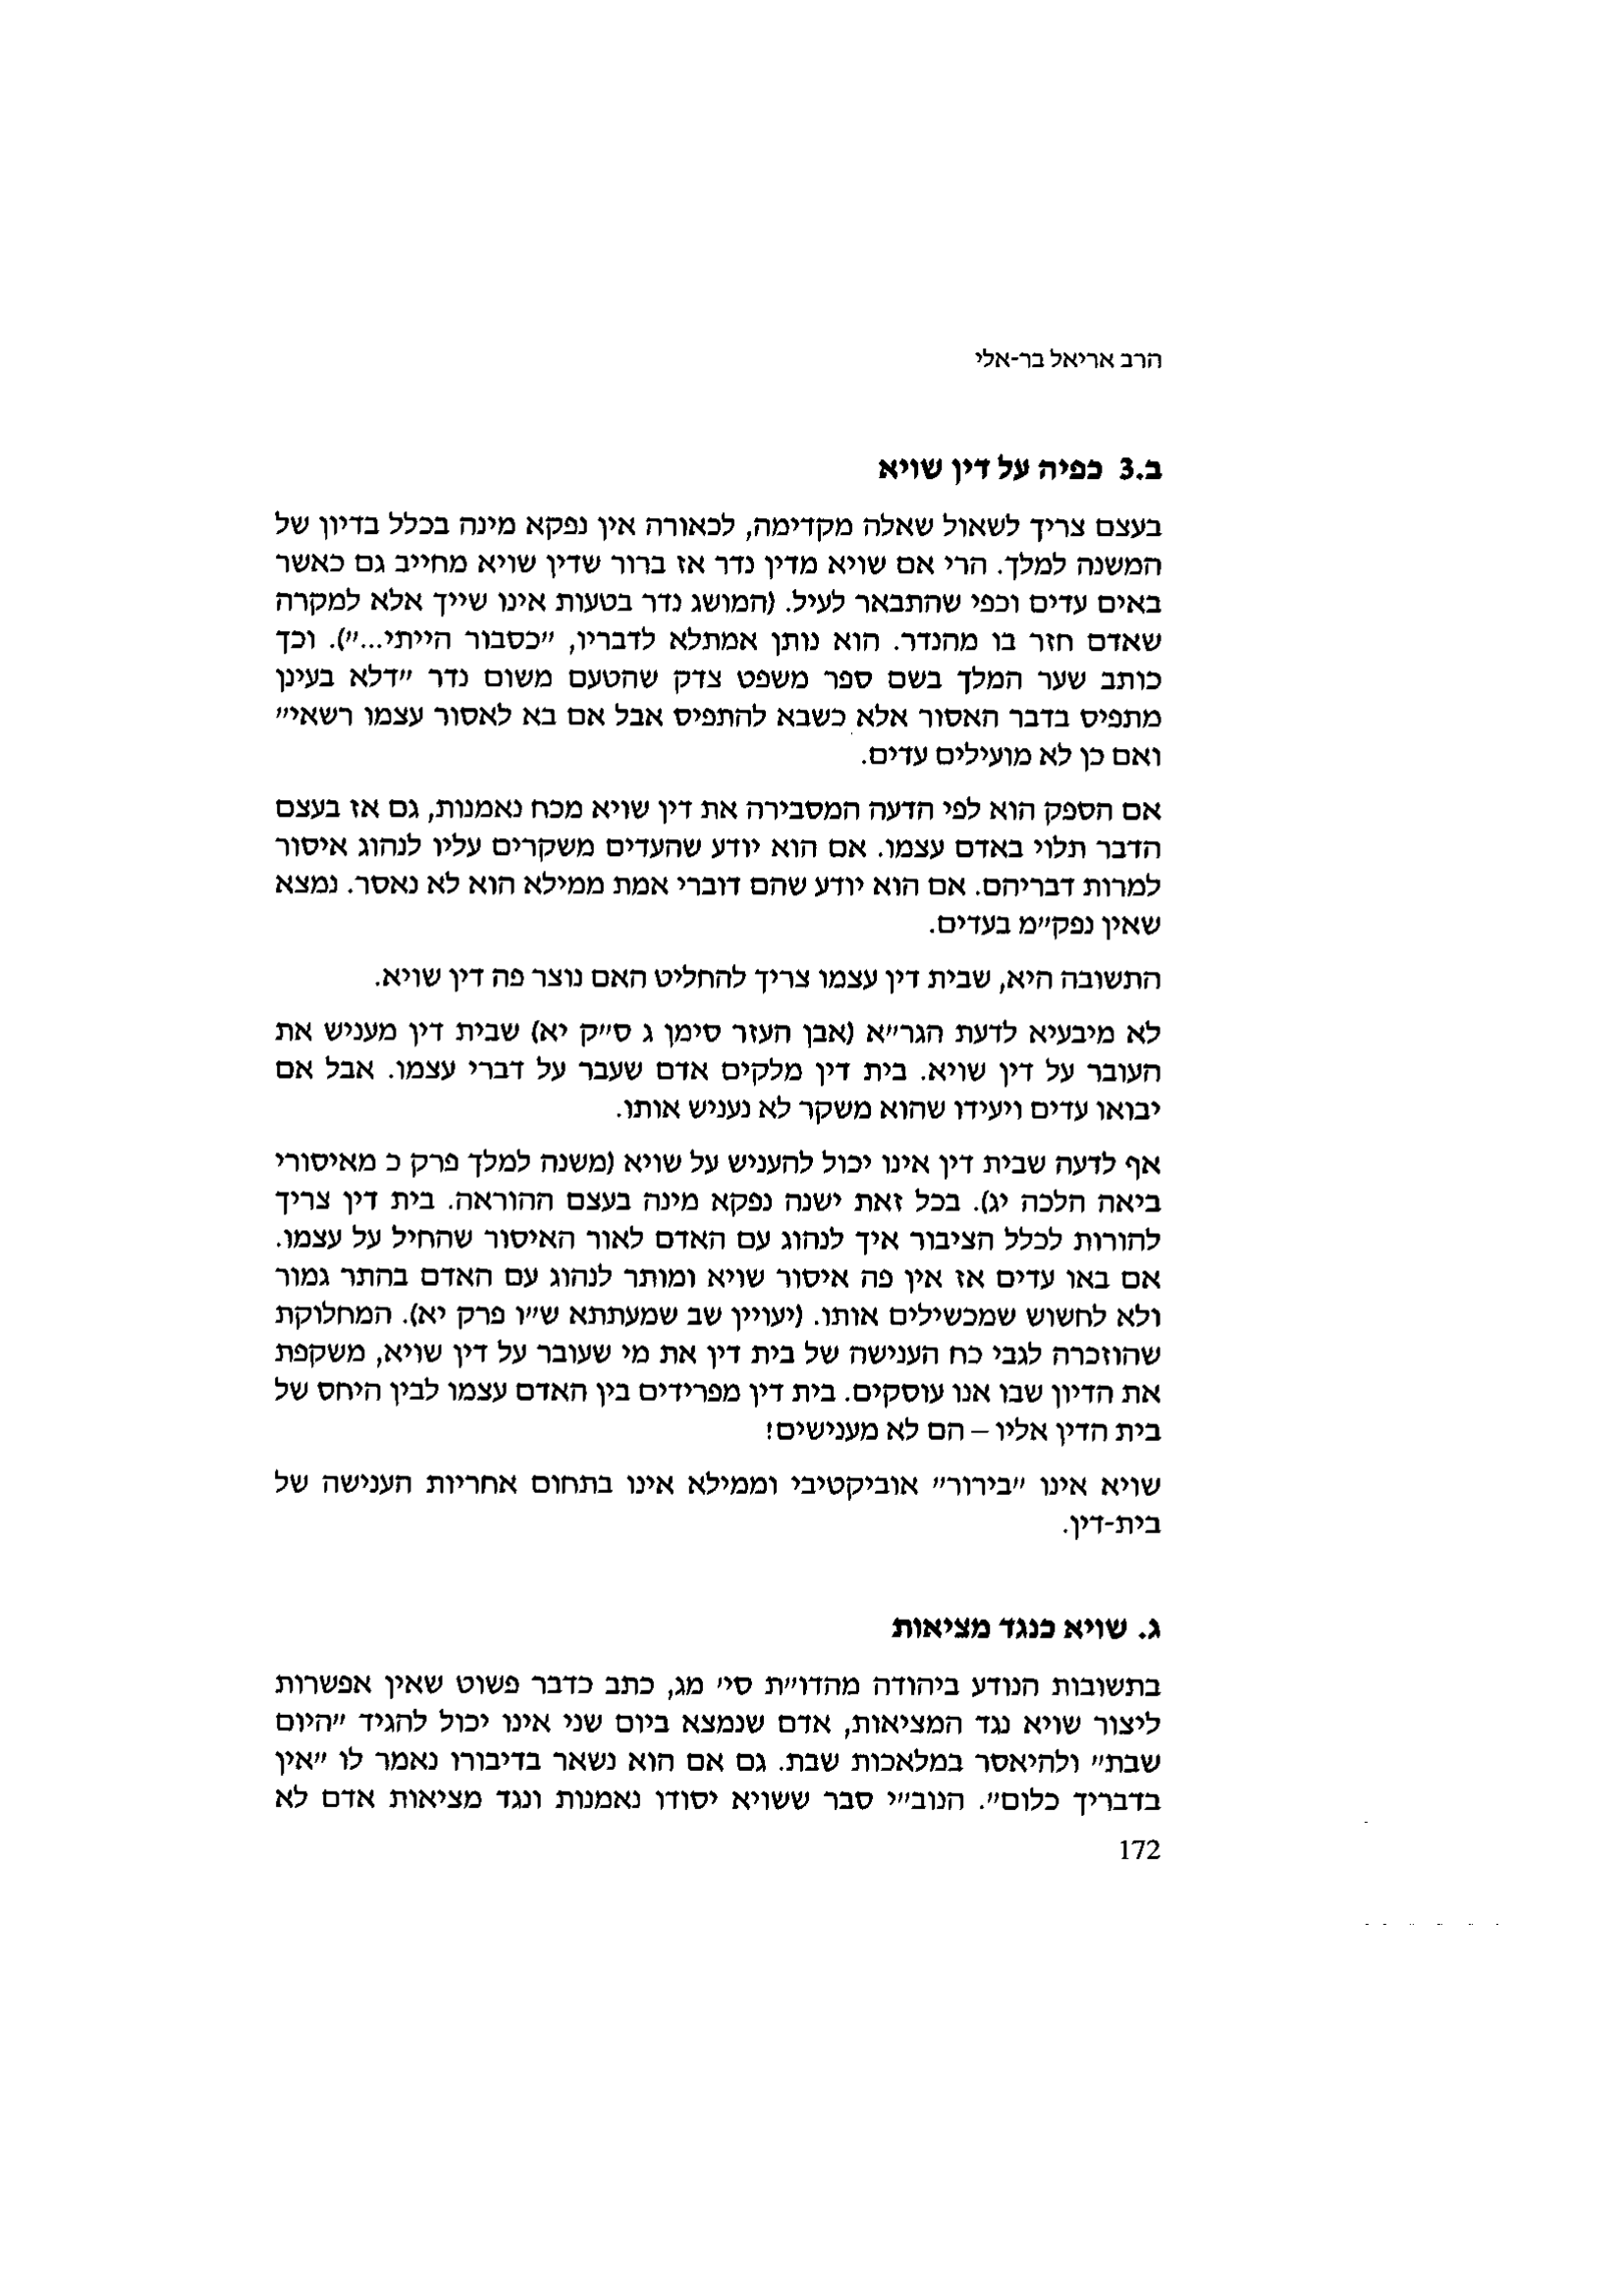 הרב אריאל בר-אלי
ב.3 כפיה על דין שויא
בעצם צריך לשאול שאלה מקדימה, לכאורה אין נפקא מינה בכלל בדיון של
המשנה למלך. הרי אם שויא מדין נדר אז ברור שדין שויא מחייב גם כאשר
באים עדים וכפי שהתבאר לעיל. (המושג נדר בטעות אינו שייך אלא למקרה
שאדם חזר בו מהנדר. הוא נותן אמתלא לדבריו, "כסבור הייתי..."). וכך
כותב שער המלך בשם ספר משפט צדק שהטעם משום נדר "דלא בעינן
מתפיס בדבר האסור אלא כשבא להתפיס אבל אם בא לאסור עצמו רשאי"
ואם כן לא מועילים עדים.
אם הספק הוא לפי הדעה המסבירה את דין שויא מכח נאמנות, גם אז בעצם
הדבר תלוי באדם עצמו. אם הוא יודע שהעדים משקרים עליו לנהוג איסור
למרות דבריהם. אם הוא יודע שהם דוברי אמת ממילא הוא לא נאסר. נמצא
שאין נפק"מ בעדים.
התשובה היא, שבית דין עצמו צריך להחליט האם נוצר פה דין שויא.
לא מיבעיא לדעת הגר"א (אבן העזר סימן ג ס"ק יא) שבית דין מעניש את
העובר על דין שויא. בית דין מלקים אדם שעבר על דברי עצמו. אבל אם
יבואו עדים ויעידו שהוא משקר לא נעניש אותו.
אף לדעה שבית דין אינו יכול להעניש על שויא (משנה למלך פרק כ מאיסורי
ביאה הלכה יג). בכל זאת ישנה נפקא מינה בעצם ההוראה. בית דין צריך
להורות לכלל הציבור איך לנהוג עם האדם לאור האיסור שהחיל על עצמו.
אם באו עדים אז אין פה איסור שויא ומותר לנהוג עם האדם בהתר גמור
ולא לחשוש שמכשילים אותו. (יעויין שב שמעתתא ש"ו פרק יא). המחלוקת
שהוזכרה לגבי כח הענישה של בית דין את מי שעובר על דין שויא, משקפת
את הדיון שבו אנו עוסקים. בית דין מפרידים בין האדם עצמו לבין היחס של
בית הדין אליו – הם לא מענישים!
שויא אינו "בירור" אוביקטיבי וממילא אינו בתחום אחריות הענישה של
בית-דין.
ג. שויא כנגד מציאות
בתשובות הנודע ביהודה מהדו"ת סי' מג, כתב כדבר פשוט שאין אפשרות
ליצור שויא נגד המציאות, אדם שנמצא ביום שני אינו יכול להגיד "היום
שבת" ולהיאסר במלאכות שבת. גם אם הוא נשאר בדיבורו נאמר לו "אין
בדבריך כלום". הנוב"י סבר ששויא יסודו נאמנות ונגד מציאות אדם לא
172